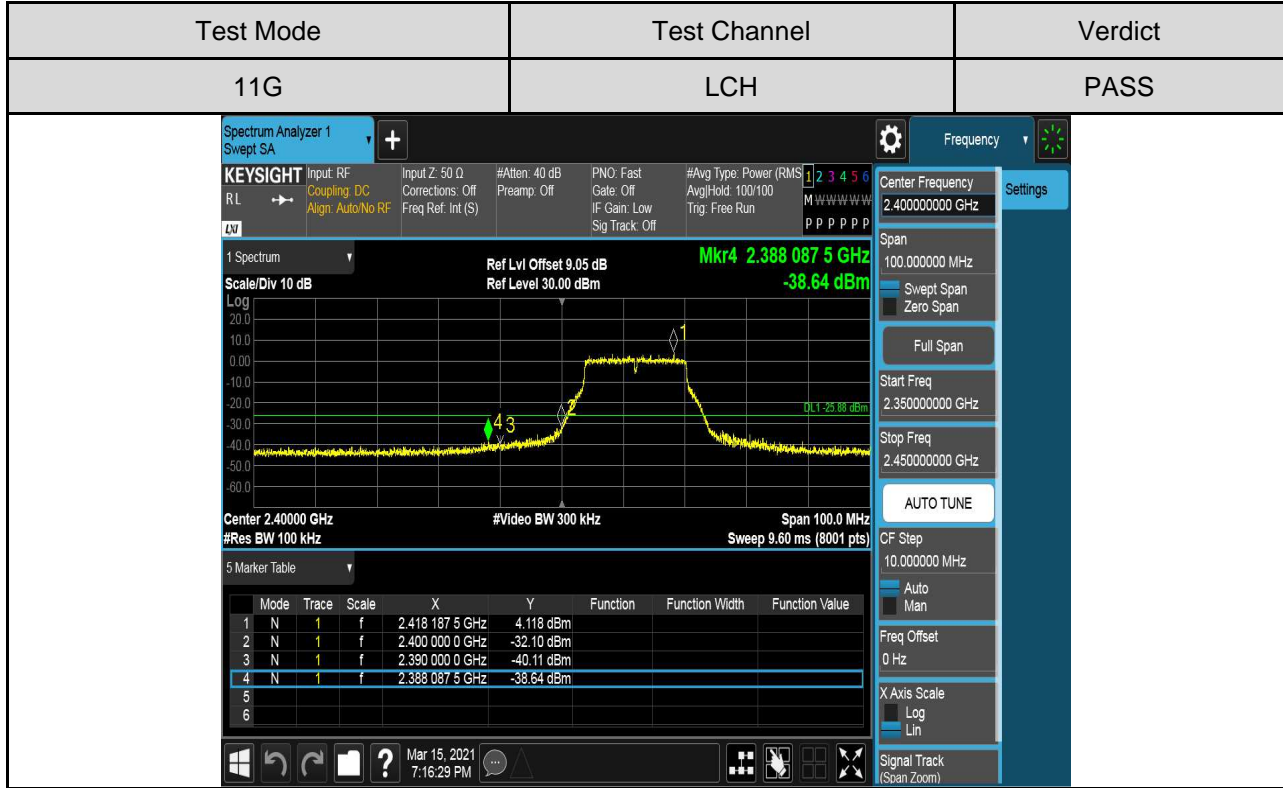 Test Mode Test Channel Verdict
11G LCH PASS
Spectrum Analyzer 1
Swept SA
+
Frequency
KEYSIGHT Input: RF Input Z: 50 Ω #Atten: 40 dB PNO: Fast #Avg Type: Power (RMS 1 2 3 4 5 6
RL Coupling: DC Corrections: Off Preamp: Off Gate: Off Avg|Hold: 100/100 M W W W W W
Align: Auto/No RF Freq Ref: Int (S) IF Gain: Low Trig: Free Run
LXI Sig Track: Off P P P P P P
Center Frequency
2.400000000 GHz
Settings
1 Spectrum
Ref Lvl Offset 9.05 dB Mkr4 2.388 087 5 GHz
Scale/Div 10 dB Ref Level 30.00 dBm -38.64 dBm
Log
20.0
10.0
0.00
-10.0
-20.0
-30.0
-40.0
-50.0
-60.0
1
2
4 3
DL1 -25.88 dBm
Center 2.40000 GHz #Video BW 300 kHz Span 100.0 MHz
#Res BW 100 kHz Sweep 9.60 ms (8001 pts)
Span
100.000000 MHz
Swept Span
Zero Span
Full Span
Start Freq
2.350000000 GHz
Stop Freq
2.450000000 GHz
AUTO TUNE
CF Step
10.000000 MHz
Auto
Man
Freq Offset
0 Hz
X Axis Scale
Log
Lin
Signal Track
(Span Zoom)
5 Marker Table
Mode Trace Scale X Y Function Function Width Function Value
1 N 1 f 2.418 187 5 GHz 4.118 dBm
2 N 1 f 2.400 000 0 GHz -32.10 dBm
3 N 1 f 2.390 000 0 GHz -40.11 dBm
4 N 1 f 2.388 087 5 GHz -38.64 dBm
5
6
? Mar 15, 2021
7:16:29 PM